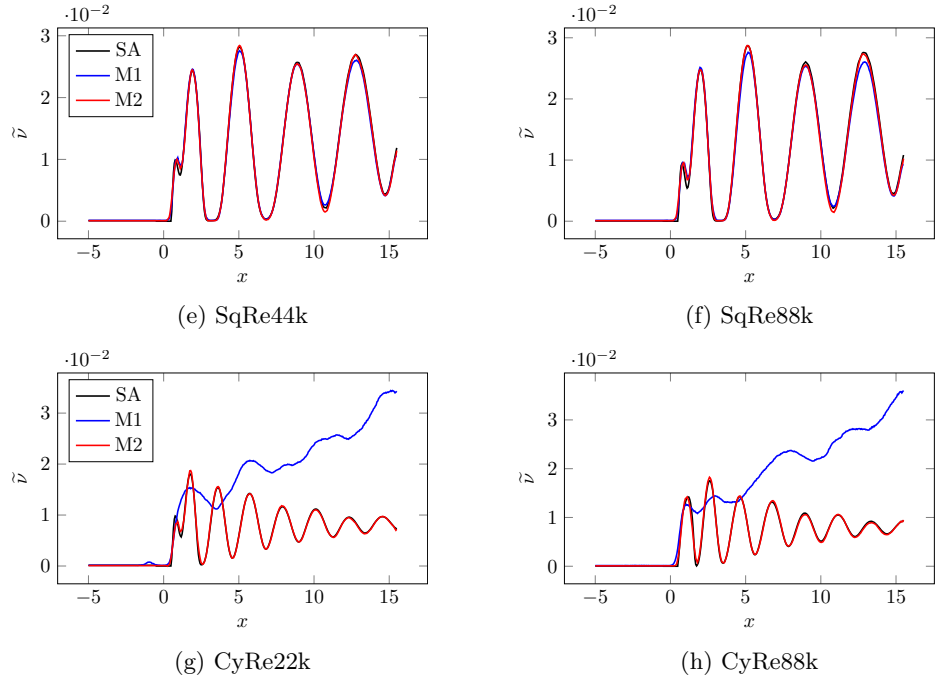 ·10−2
·10−2
3
2
1
0
ν̃
SA
M1
M2
−5 0 5 10 15
x
3
2
1
0
ν̃
−5 0 5 10 15
x
(e) SqRe44k
(f) SqRe88k
·10−2
·10−2
3
2
1
0
ν̃
SA
M1
M2
−5 0 5 10 15
x
3
2
1
0
ν̃
−5 0 5 10 15
x
(g) CyRe22k
(h) CyRe88k